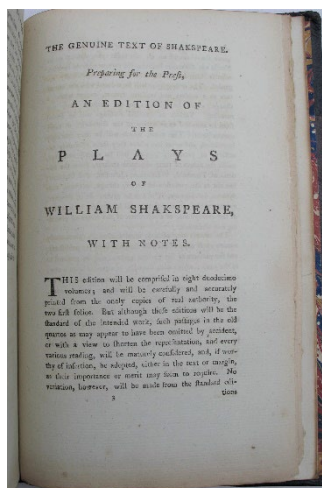 THE GENUINE TEXT OF SHAKSPEARE.
Preparing for the Preſs,
AN EDITION OF
THE
PLAYS
OF
WILLIAM SHAKSPEARE,
WITH NOTES.
THIS edition will be compriſed in eight duodecimo
volumes; and will be carefully and accurately
printed from the only copies of real authority, the
two firſt folios. But although theſe editions will be the
ſtandard of the intended work, ſuch paſſages in the old
quartos as may appear to have been omitted by accident,
or with a view to ſhorten the repreſentation, and every
various reading, will be maturely conſidered, and, if wor-
thy of inſertion, be adopted, either in the text or margin,
as their importance or merit may ſeem to require. No
variation, however, will be made from the ſtandard edi-
tions